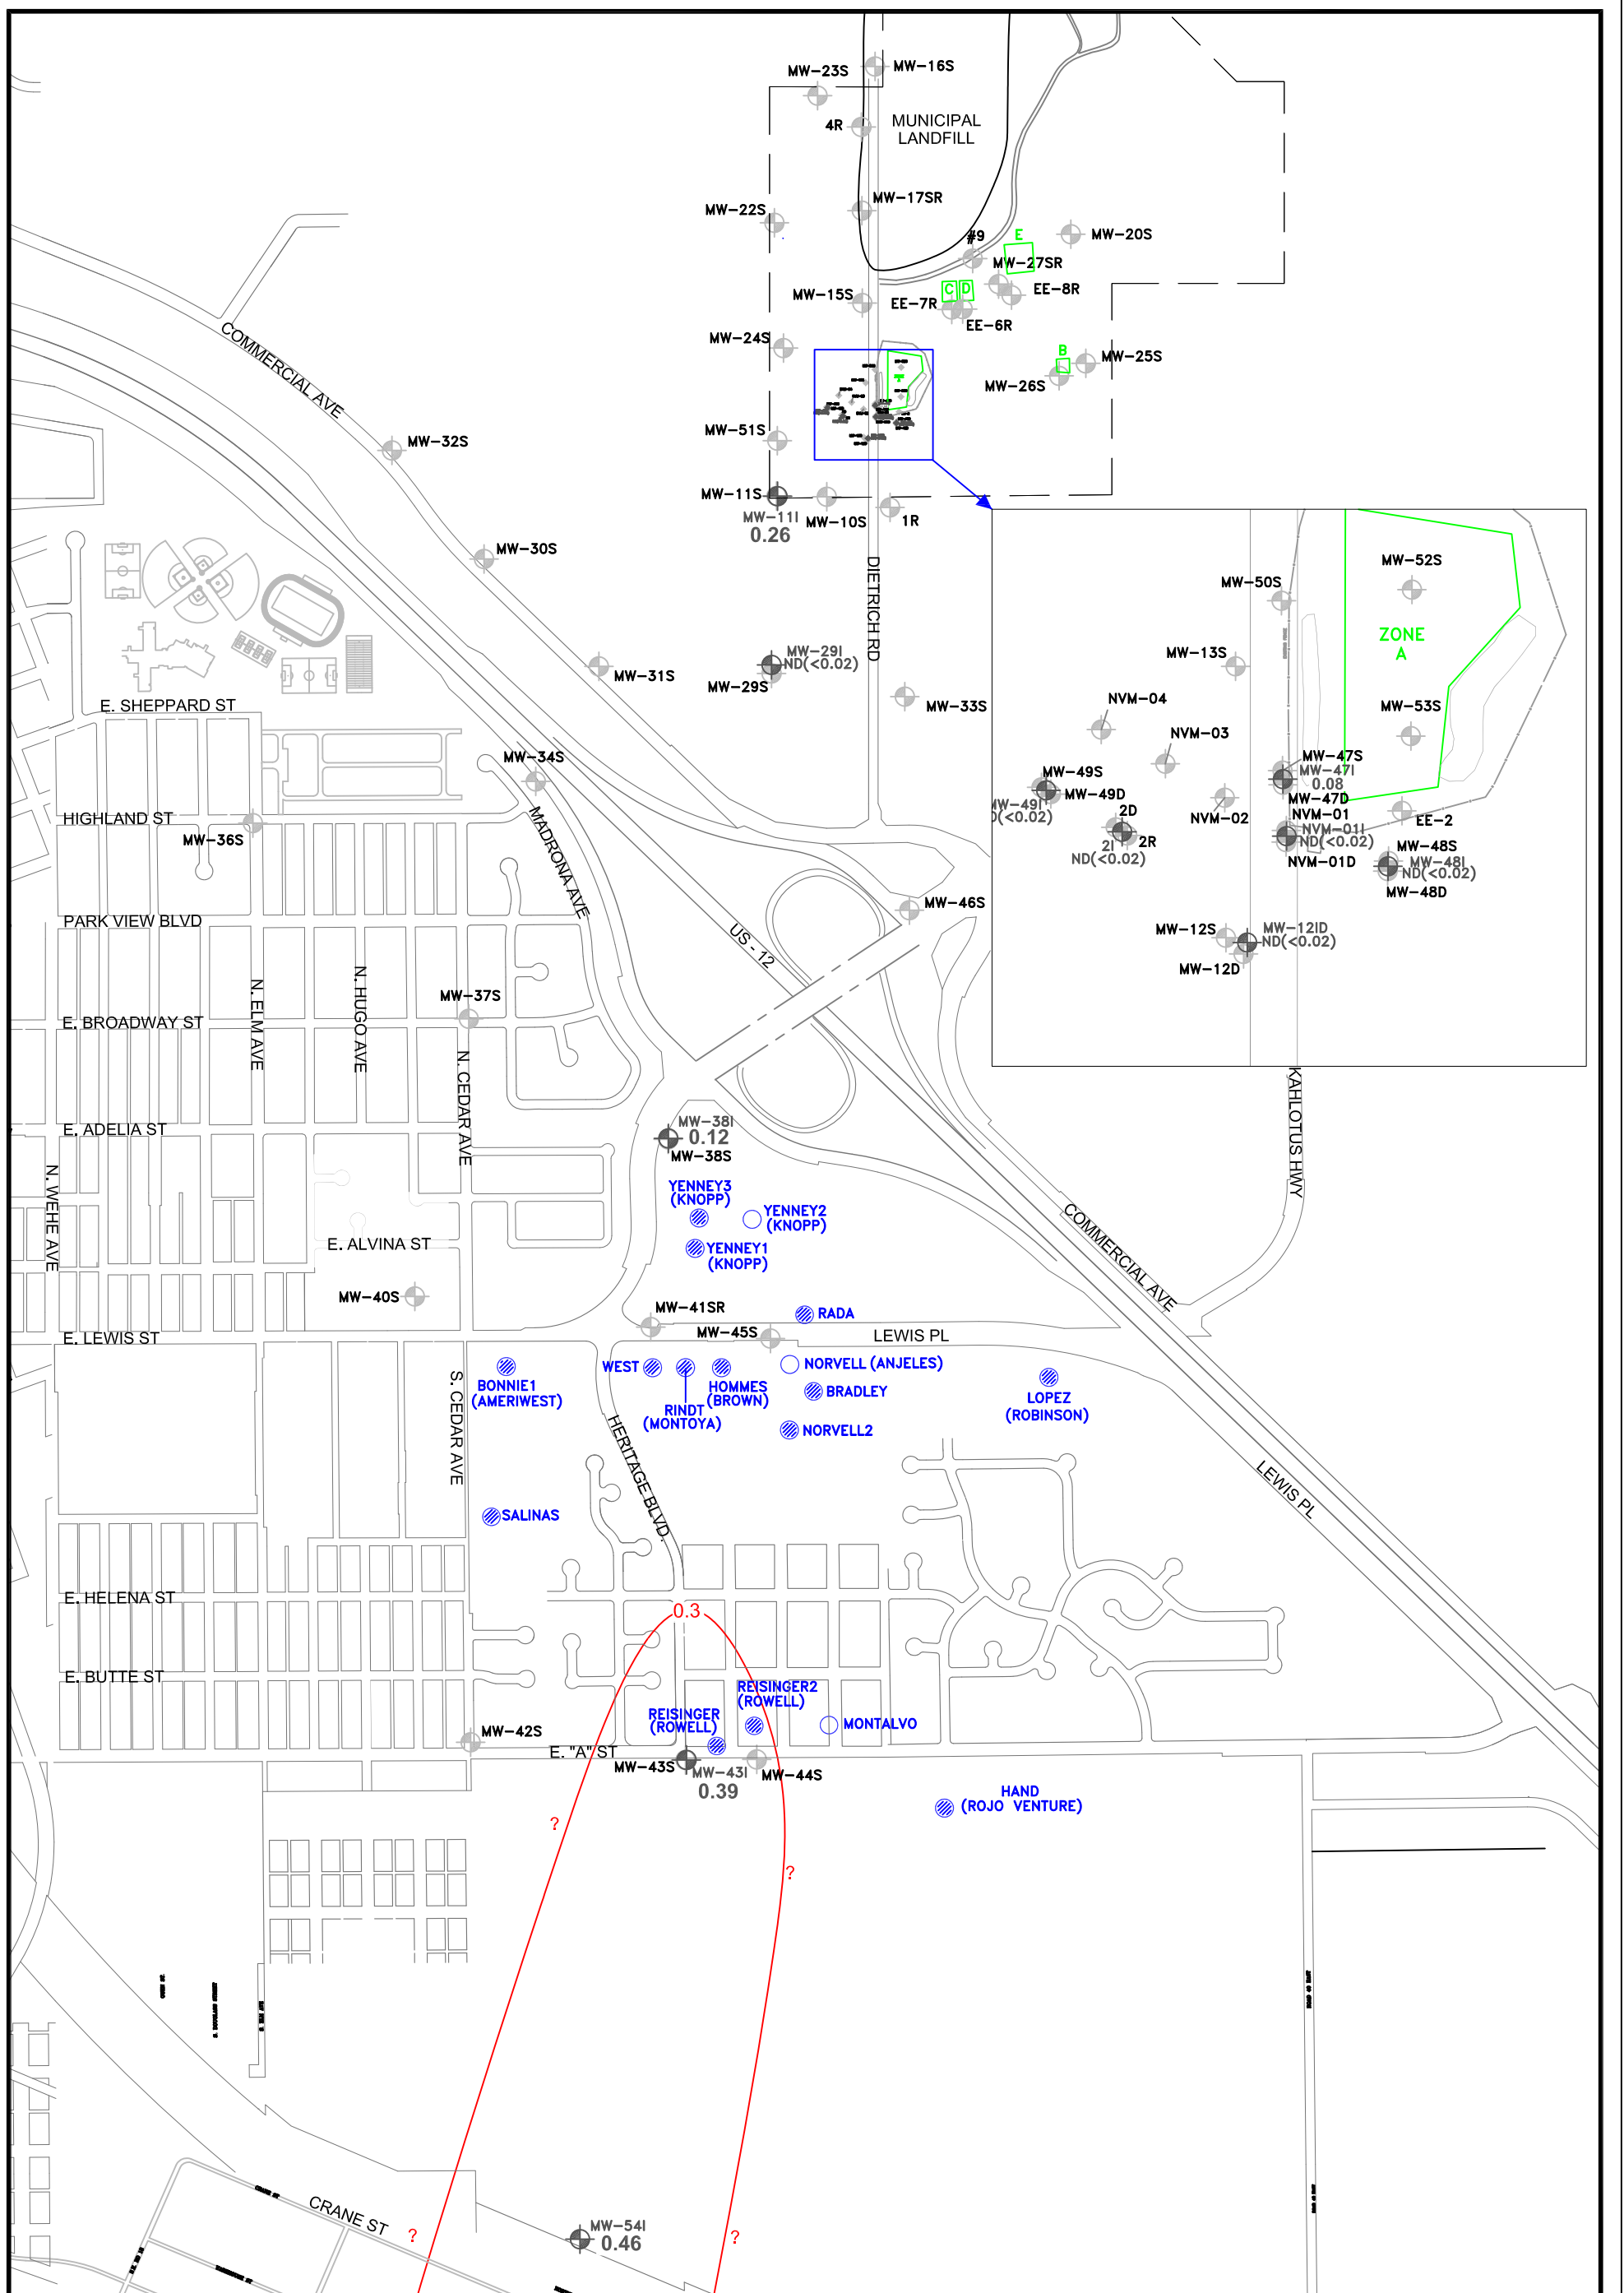 MW-23S
MW-16S
4R
MUNICIPAL
LANDFILL
MW-22S
MW-17SR
#9
E
MW-20S
MW-27SR
MW-15S
C
D
EE-7R
EE-8R
EE-6R
MW-24S
B
MW-25S
MW-26S
COMMERCIAL AVE
MW-32S
MW-51S
MW-11S
MW-11I
0.26
MW-10S
1R
DIETRICH RD
MW-30S
MW-29I
ND(<0.02)
MW-29S
MW-31S
MW-33S
MW-52S
MW-50S
ZONE
A
MW-13S
MW-53S
NVM-04
NVM-03
MW-47S
MW-47I
0.08
MW-47D
MW-49S
MW-49D
MW-49I
D(<0.02)
NVM-02
NVM-01
NVM-01I
ND(<0.02)
NVM-01D
EE-2
2D
2R
2I
ND(<0.02)
MW-48S
MW-48I
ND(<0.02)
MW-48D
MW-12S
MW-12ID
ND(<0.02)
MW-12D
E. SHEPPARD ST
MW-34S
HIGHLAND ST
MW-36S
MADRONA AVE
PARK VIEW BLVD
MW-46S
US - 12
N. ELM AVE
N. HUGO AVE
MW-37S
E. BROADWAY ST
N. CEDAR AVE
KAHLOTUS HWY
E. ADELIA ST
MW-38I
0.12
MW-38S
N. WEHE AVE
YENNEY3
(KNOPP)
YENNEY2
(KNOPP)
YENNEY1
(KNOPP)
E. ALVINA ST
COMMERCIAL AVE
MW-40S
MW-41SR
RADA
MW-45S
LEWIS PL
E. LEWIS ST
WEST
NORVELL (ANJELES)
BONNIE1
(AMERIWEST)
HOMMES
(BROWN)
BRADLEY
RINDT
(MONTOYA)
LOPEZ
(ROBINSON)
NORVELL2
S. CEDAR AVE
HERITAGE BLVD.
LEWIS PL
SALINAS
E. HELENA ST
0.3
E. BUTTE ST
REISINGER2
(ROWELL)
REISINGER
(ROWELL)
MONTALVO
MW-42S
E. "A" ST
MW-43S
MW-43I
0.39
MW-44S
HAND
(ROJO VENTURE)
?
?
CRANE ST
?
?
MW-54I
0.46